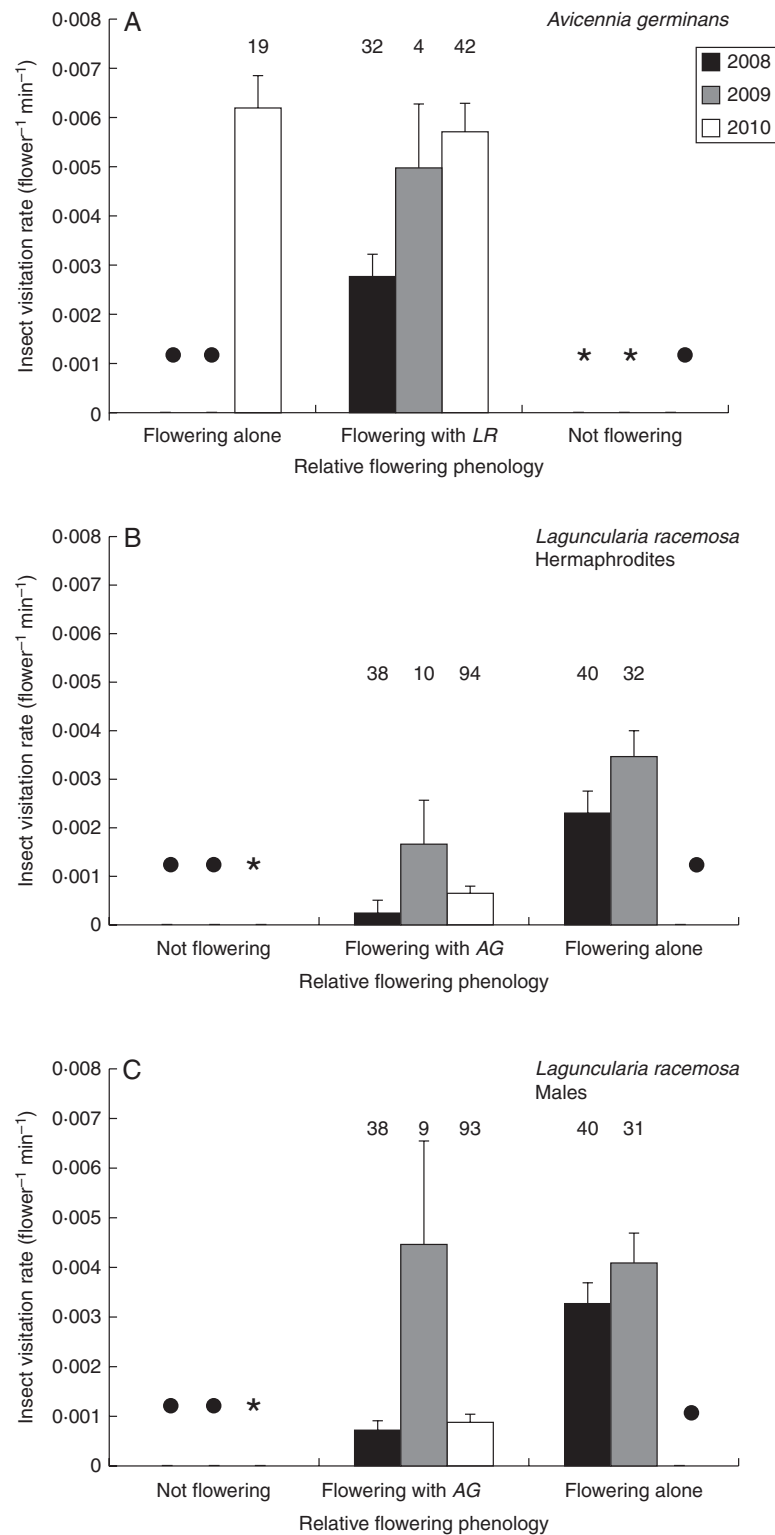 0·008
A
Avicennia germinans
19
32 4 42
2008
2009
2010
0·007
0·006
0·005
0·004
0·003
0·002
0·001
0
Insect visitation rate (flower⁻¹ min⁻¹)
* *
Flowering alone Flowering with LR Not flowering
Relative flowering phenology
0·008
B
Laguncularia racemosa
Hermaphrodites
0·007
0·006
0·005
0·004
0·003
0·002
0·001
0
Insect visitation rate (flower⁻¹ min⁻¹)
38 10 94 40 32
*
Not flowering Flowering with AG Flowering alone
Relative flowering phenology
0·008
C
Laguncularia racemosa
Males
0·007
0·006
0·005
0·004
0·003
0·002
0·001
0
Insect visitation rate (flower⁻¹ min⁻¹)
38 9 93 40 31
*
Not flowering Flowering with AG Flowering alone
Relative flowering phenology